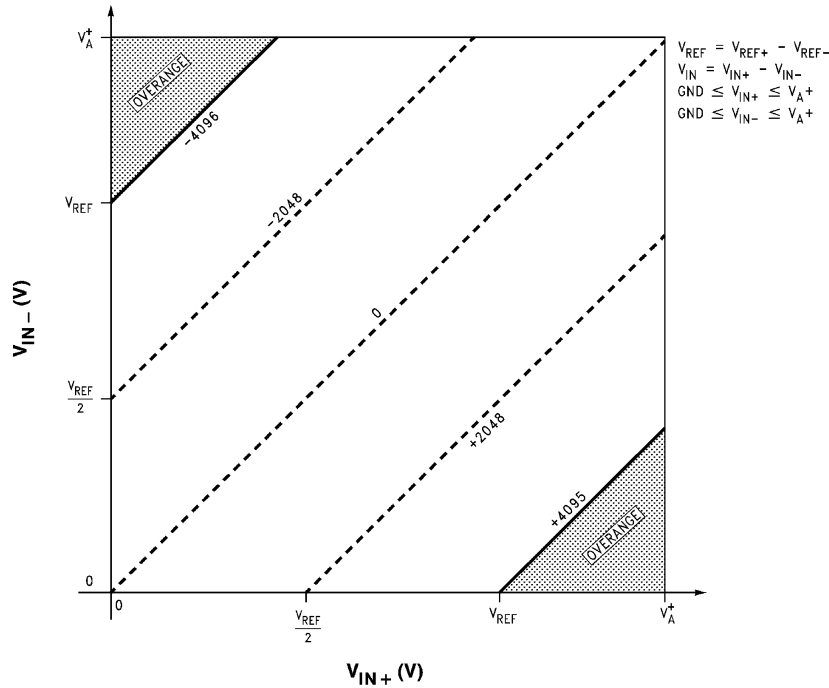 V_A^+
V_REF = V_REF+ - V_REF-
V_IN = V_IN+ - V_IN-
GND ≤ V_IN+ ≤ V_A+
GND ≤ V_IN- ≤ V_A+
OVERANGE
-4096
V_REF
-2048
V_IN- (V)
0
V_REF/2
+2048
+4095
OVERANGE
0
0
V_REF/2
V_REF
V_A^+
V_IN+ (V)